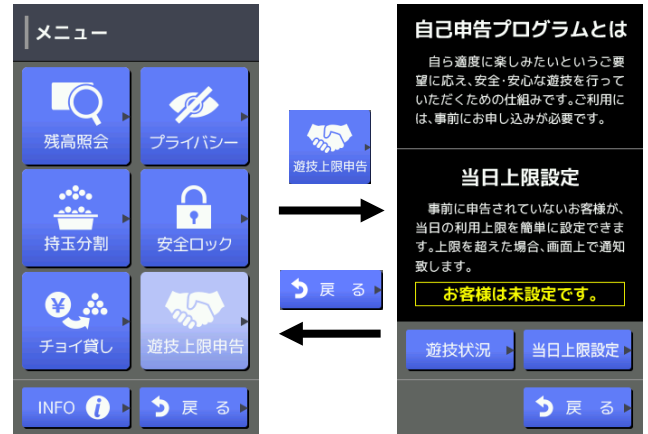 メニュー
残高照会
プライバシー
持玉分割
安全ロック
チョイ貸し
遊技上限申告
INFO
戻る
遊技上限申告
戻る
自己申告プログラムとは
自ら適度に楽しみたいというご要
望に応え、安全・安心な遊技を行って
いただくための仕組みです。ご利用に
は、事前にお申し込みが必要です。
当日上限設定
事前に申告されていないお客様が、
当日の利用上限を簡単に設定できま
す。上限を超えた場合、画面上で通知
致します。
お客様は未設定です。
遊技状況
当日上限設定
戻る